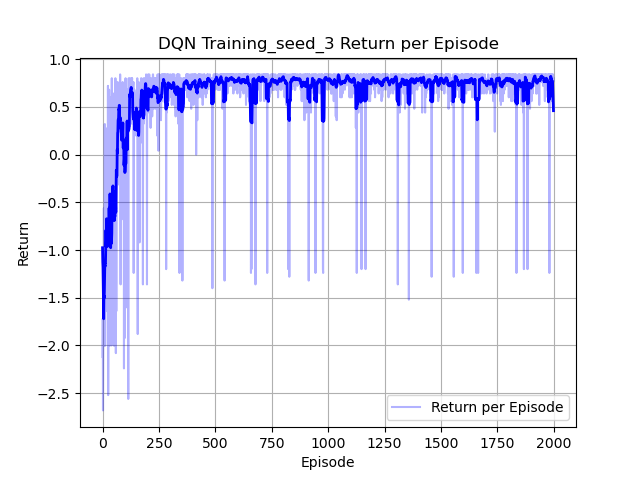 DQN Training_seed_3 Return per Episode
1.0
0.5
0.0
−0.5
−1.0
−1.5
−2.0
−2.5
Return
0 250 500 750 1000 1250 1500 1750 2000
Episode
Return per Episode